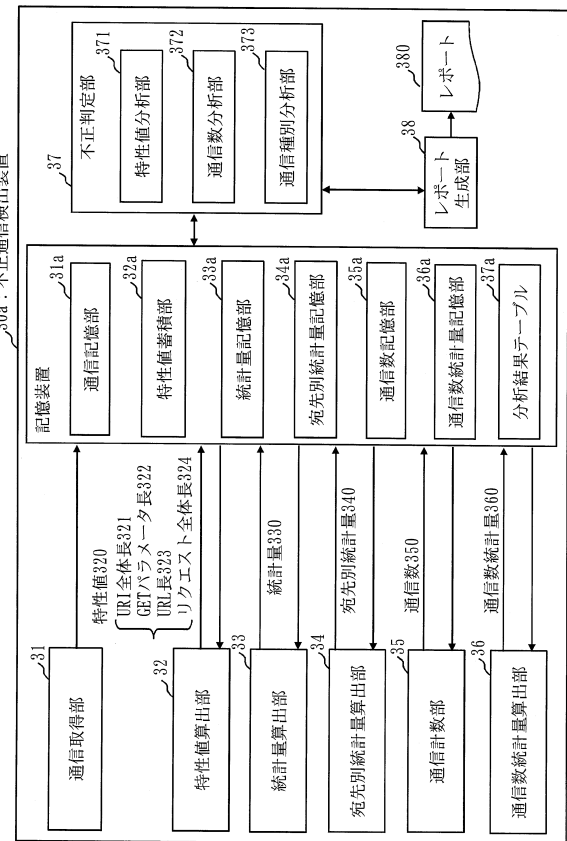 30a：不正通信検出装置
31
通信取得部
32
特性値算出部
33
統計量算出部
34
宛先別統計量算出部
35
通信計数部
36
通信数統計量算出部
特性値320
URI全体長321
GETパラメータ長322
URL長323
リクエスト全体長324
統計量330
宛先別統計量340
通信数350
通信数統計量360
記憶装置
31a
通信記憶部
32a
特性値蓄積部
33a
統計量記憶部
34a
宛先別統計量記憶部
35a
通信数記憶部
36a
通信数統計量記憶部
37a
分析結果テーブル
37
不正判定部
371
特性値分析部
372
通信数分析部
373
通信種別分析部
38
レポート
生成部
380
レポート